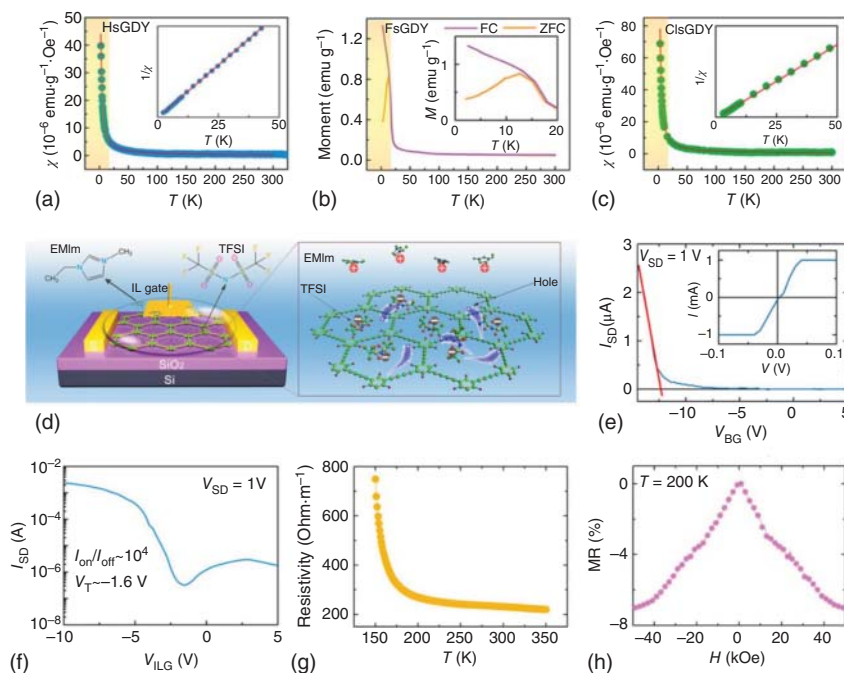 HsGDY
χ (10⁻⁶ emu·g⁻¹·Oe⁻¹)
40
30
20
10
0
0 50 100 150 200 250 300
T (K)
1/χ
0 25 50
T (K)
(a)
FsGDY
FC
ZFC
Moment (emu g⁻¹)
1.2
0.8
0.4
0.0
0 50 100 150 200 250 300
T (K)
M (emu g⁻¹)
1
0
0 10 20
T (K)
(b)
ClsGDY
χ (10⁻⁶ emu·g⁻¹·Oe⁻¹)
80
60
40
20
0
0 50 100 150 200 250 300
T (K)
1/χ
0 25 50
T (K)
(c)
EMIm
TFSI
CH₃
CH₃
N
N
IL gate
SiO₂
Si
EMIm
TFSI
Hole
(d)
V_SD = 1 V
I_SD (μA)
3
2
1
0
−10 −5 0 5
V_BG (V)
I (mA)
1
0
−1
−0.1 0.0 0.1
V (V)
(e)
V_SD = 1V
I_SD (A)
10⁻²
10⁻⁴
10⁻⁶
10⁻⁸
I_on/I_off~10⁴
V_T~−1.6 V
−10 −5 0 5
V_ILG (V)
(f)
Resistivity (Ohm·m⁻¹)
800
600
400
200
150 200 250 300 350
T (K)
(g)
T = 200 K
MR (%)
0
−4
−8
−50 −40 −20 0 20 40
H (kOe)
(h)